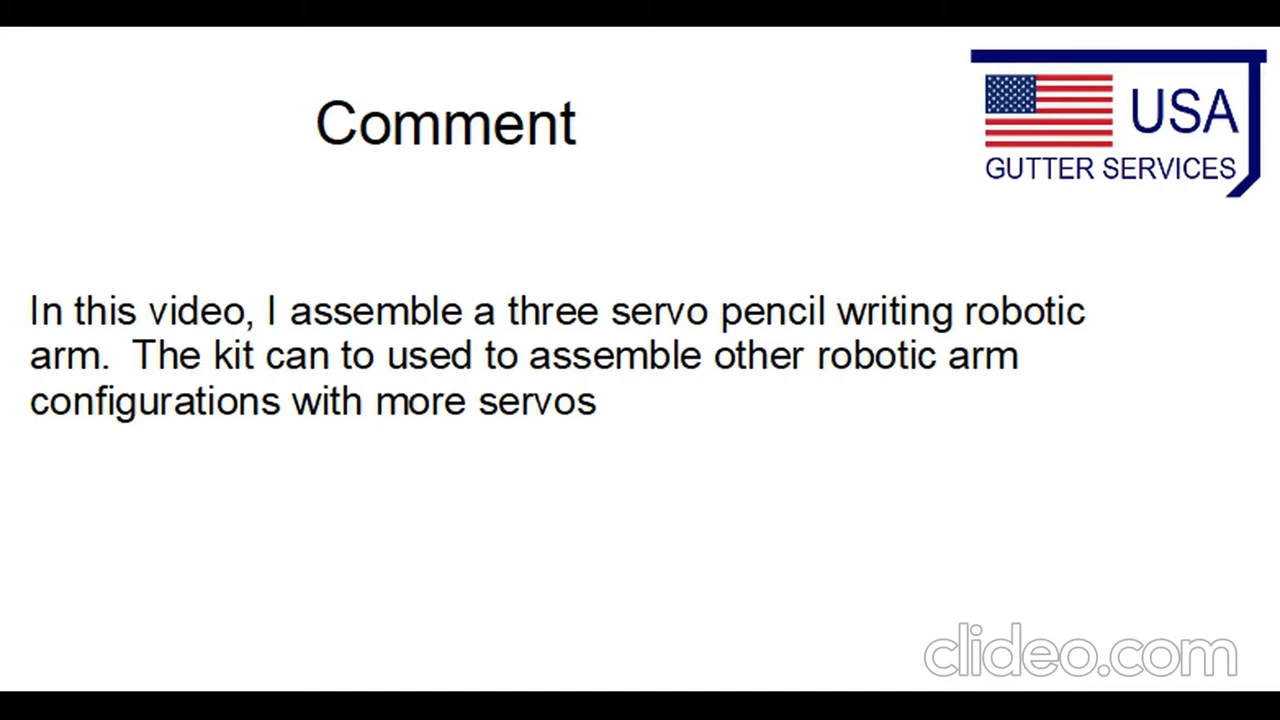 Comment
USA
GUTTER SERVICES
In this video, I assemble a three servo pencil writing robotic
arm. The kit can to used to assemble other robotic arm
configurations with more servos
clideo.com